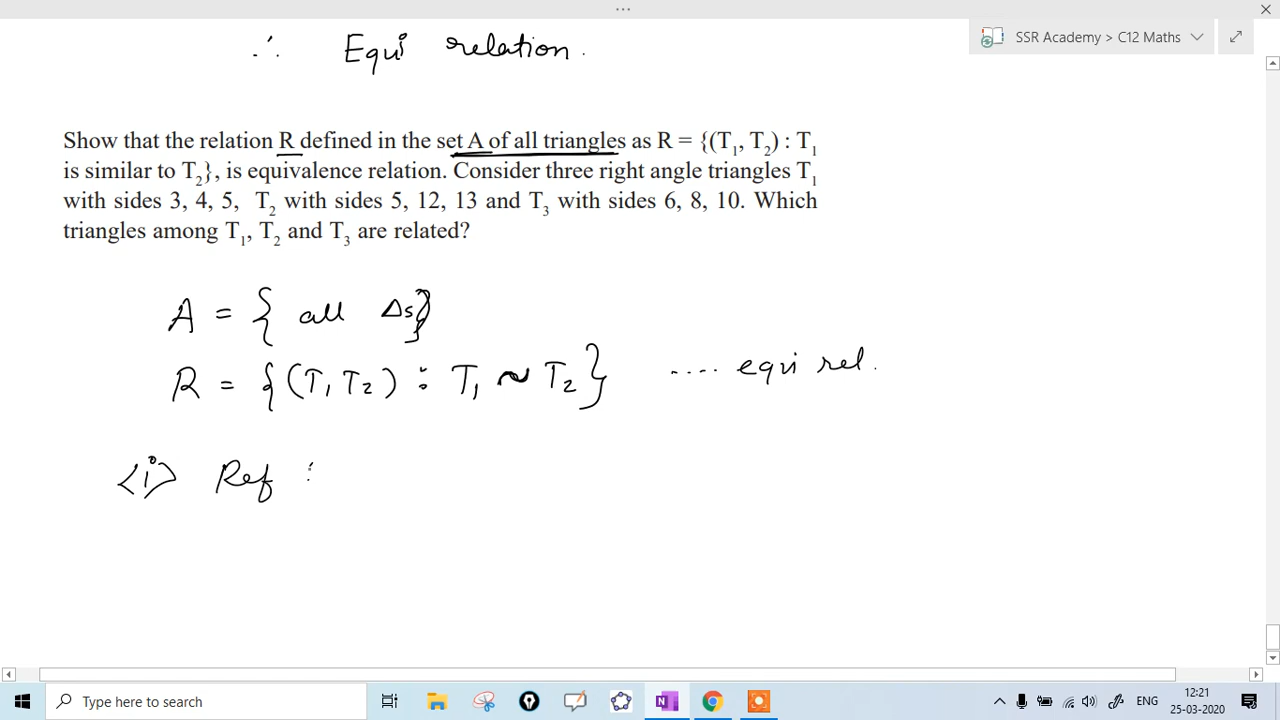 ...
SSR Academy > C12 Maths
∴ Equi relation.
Show that the relation R defined in the set A of all triangles as R = {(T₁, T₂) : T₁
is similar to T₂}, is equivalence relation. Consider three right angle triangles T₁
with sides 3, 4, 5, T₂ with sides 5, 12, 13 and T₃ with sides 6, 8, 10. Which
triangles among T₁, T₂ and T₃ are related?
A = { all Δs}
R = {(T₁ T₂) : T₁ ~ T₂} .... equi rel.
<i> Ref :
Type here to search
ENG
12:21
25-03-2020